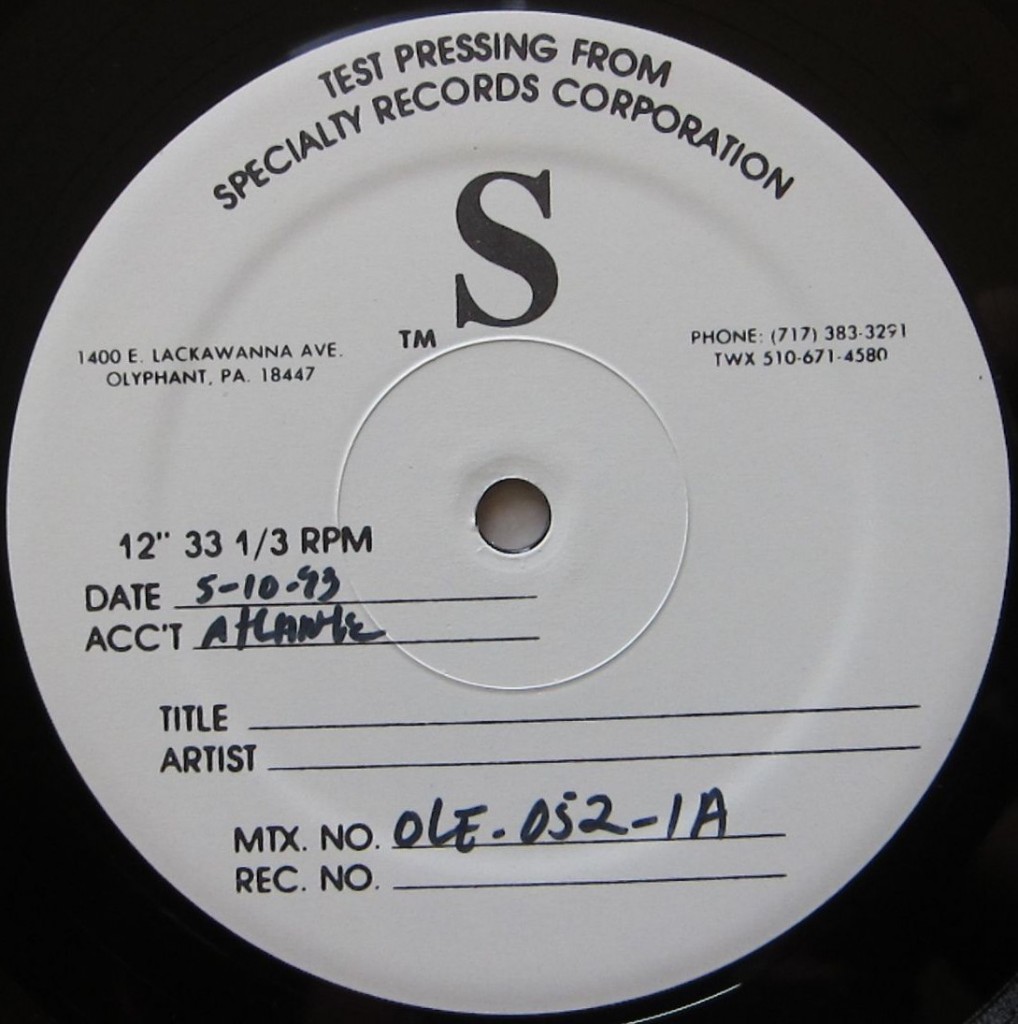 TEST PRESSING FROM
SPECIALTY RECORDS CORPORATION
S
TM
1400 E. LACKAWANNA AVE.
OLYPHANT, PA. 18447
PHONE: (717) 383-3291
TWX 510-671-4580
12" 33 1/3 RPM
DATE 5-10-93
ACC'T Atlantic
TITLE
ARTIST
MTX. NO. OLE-052-1A
REC. NO.